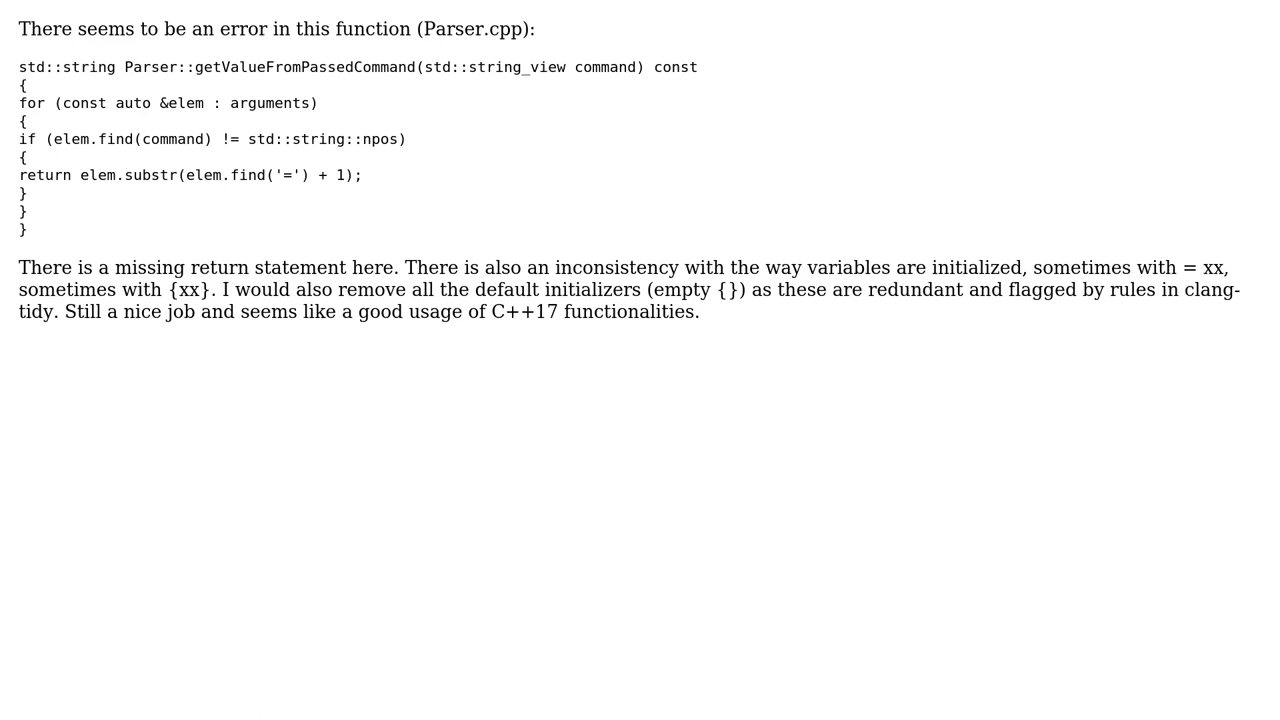 There seems to be an error in this function (Parser.cpp):
std::string Parser::getValueFromPassedCommand(std::string_view command) const
{
for (const auto &elem : arguments)
{
if (elem.find(command) != std::string::npos)
{
return elem.substr(elem.find('=') + 1);
}
}
}
There is a missing return statement here. There is also an inconsistency with the way variables are initialized, sometimes with = xx,
sometimes with {xx}. I would also remove all the default initializers (empty {}) as these are redundant and flagged by rules in clang-
tidy. Still a nice job and seems like a good usage of C++17 functionalities.